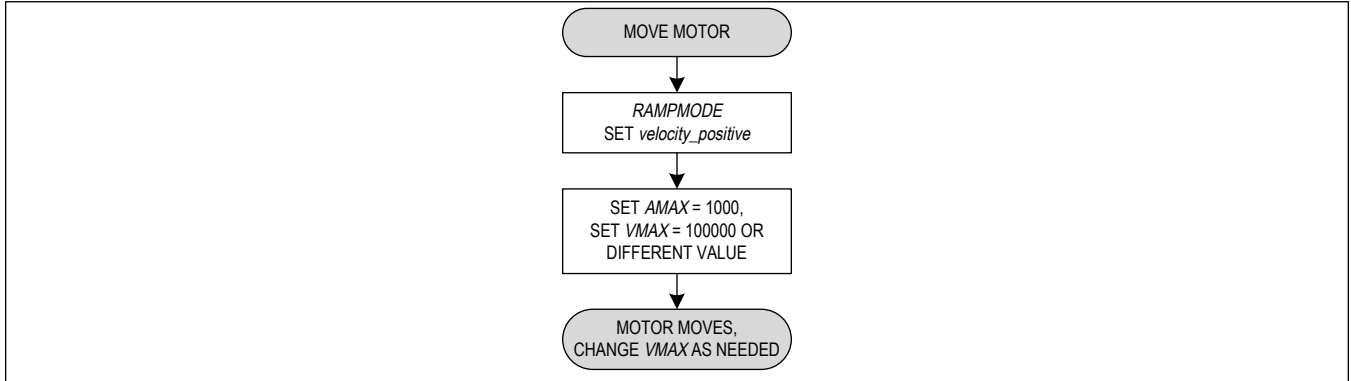 MOVE MOTOR
RAMPMODE
SET velocity_positive
SET AMAX = 1000,
SET VMAX = 100000 OR
DIFFERENT VALUE
MOTOR MOVES,
CHANGE VMAX AS NEEDED